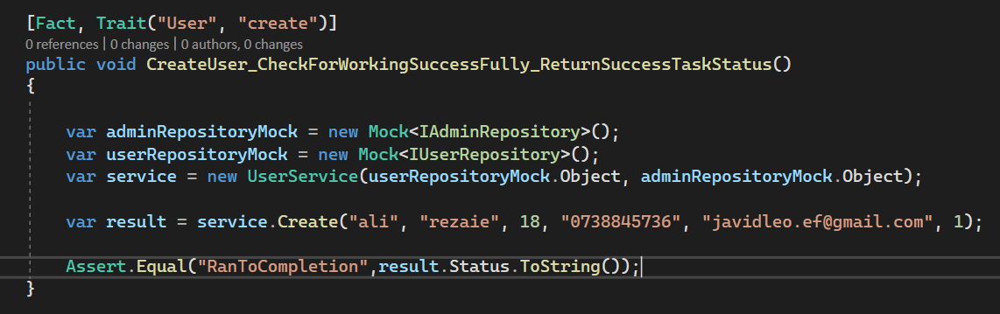 [Fact, Trait("User", "create")]
0 references | 0 changes | 0 authors, 0 changes
public void CreateUser_CheckForWorkingSuccessFully_ReturnSuccessTaskStatus()
{
var adminRepositoryMock = new Mock<IAdminRepository>();
var userRepositoryMock = new Mock<IUserRepository>();
var service = new UserService(userRepositoryMock.Object, adminRepositoryMock.Object);
var result = service.Create("ali", "rezaie", 18, "0738845736", "javidleo.ef@gmail.com", 1);
Assert.Equal("RanToCompletion",result.Status.ToString());
}